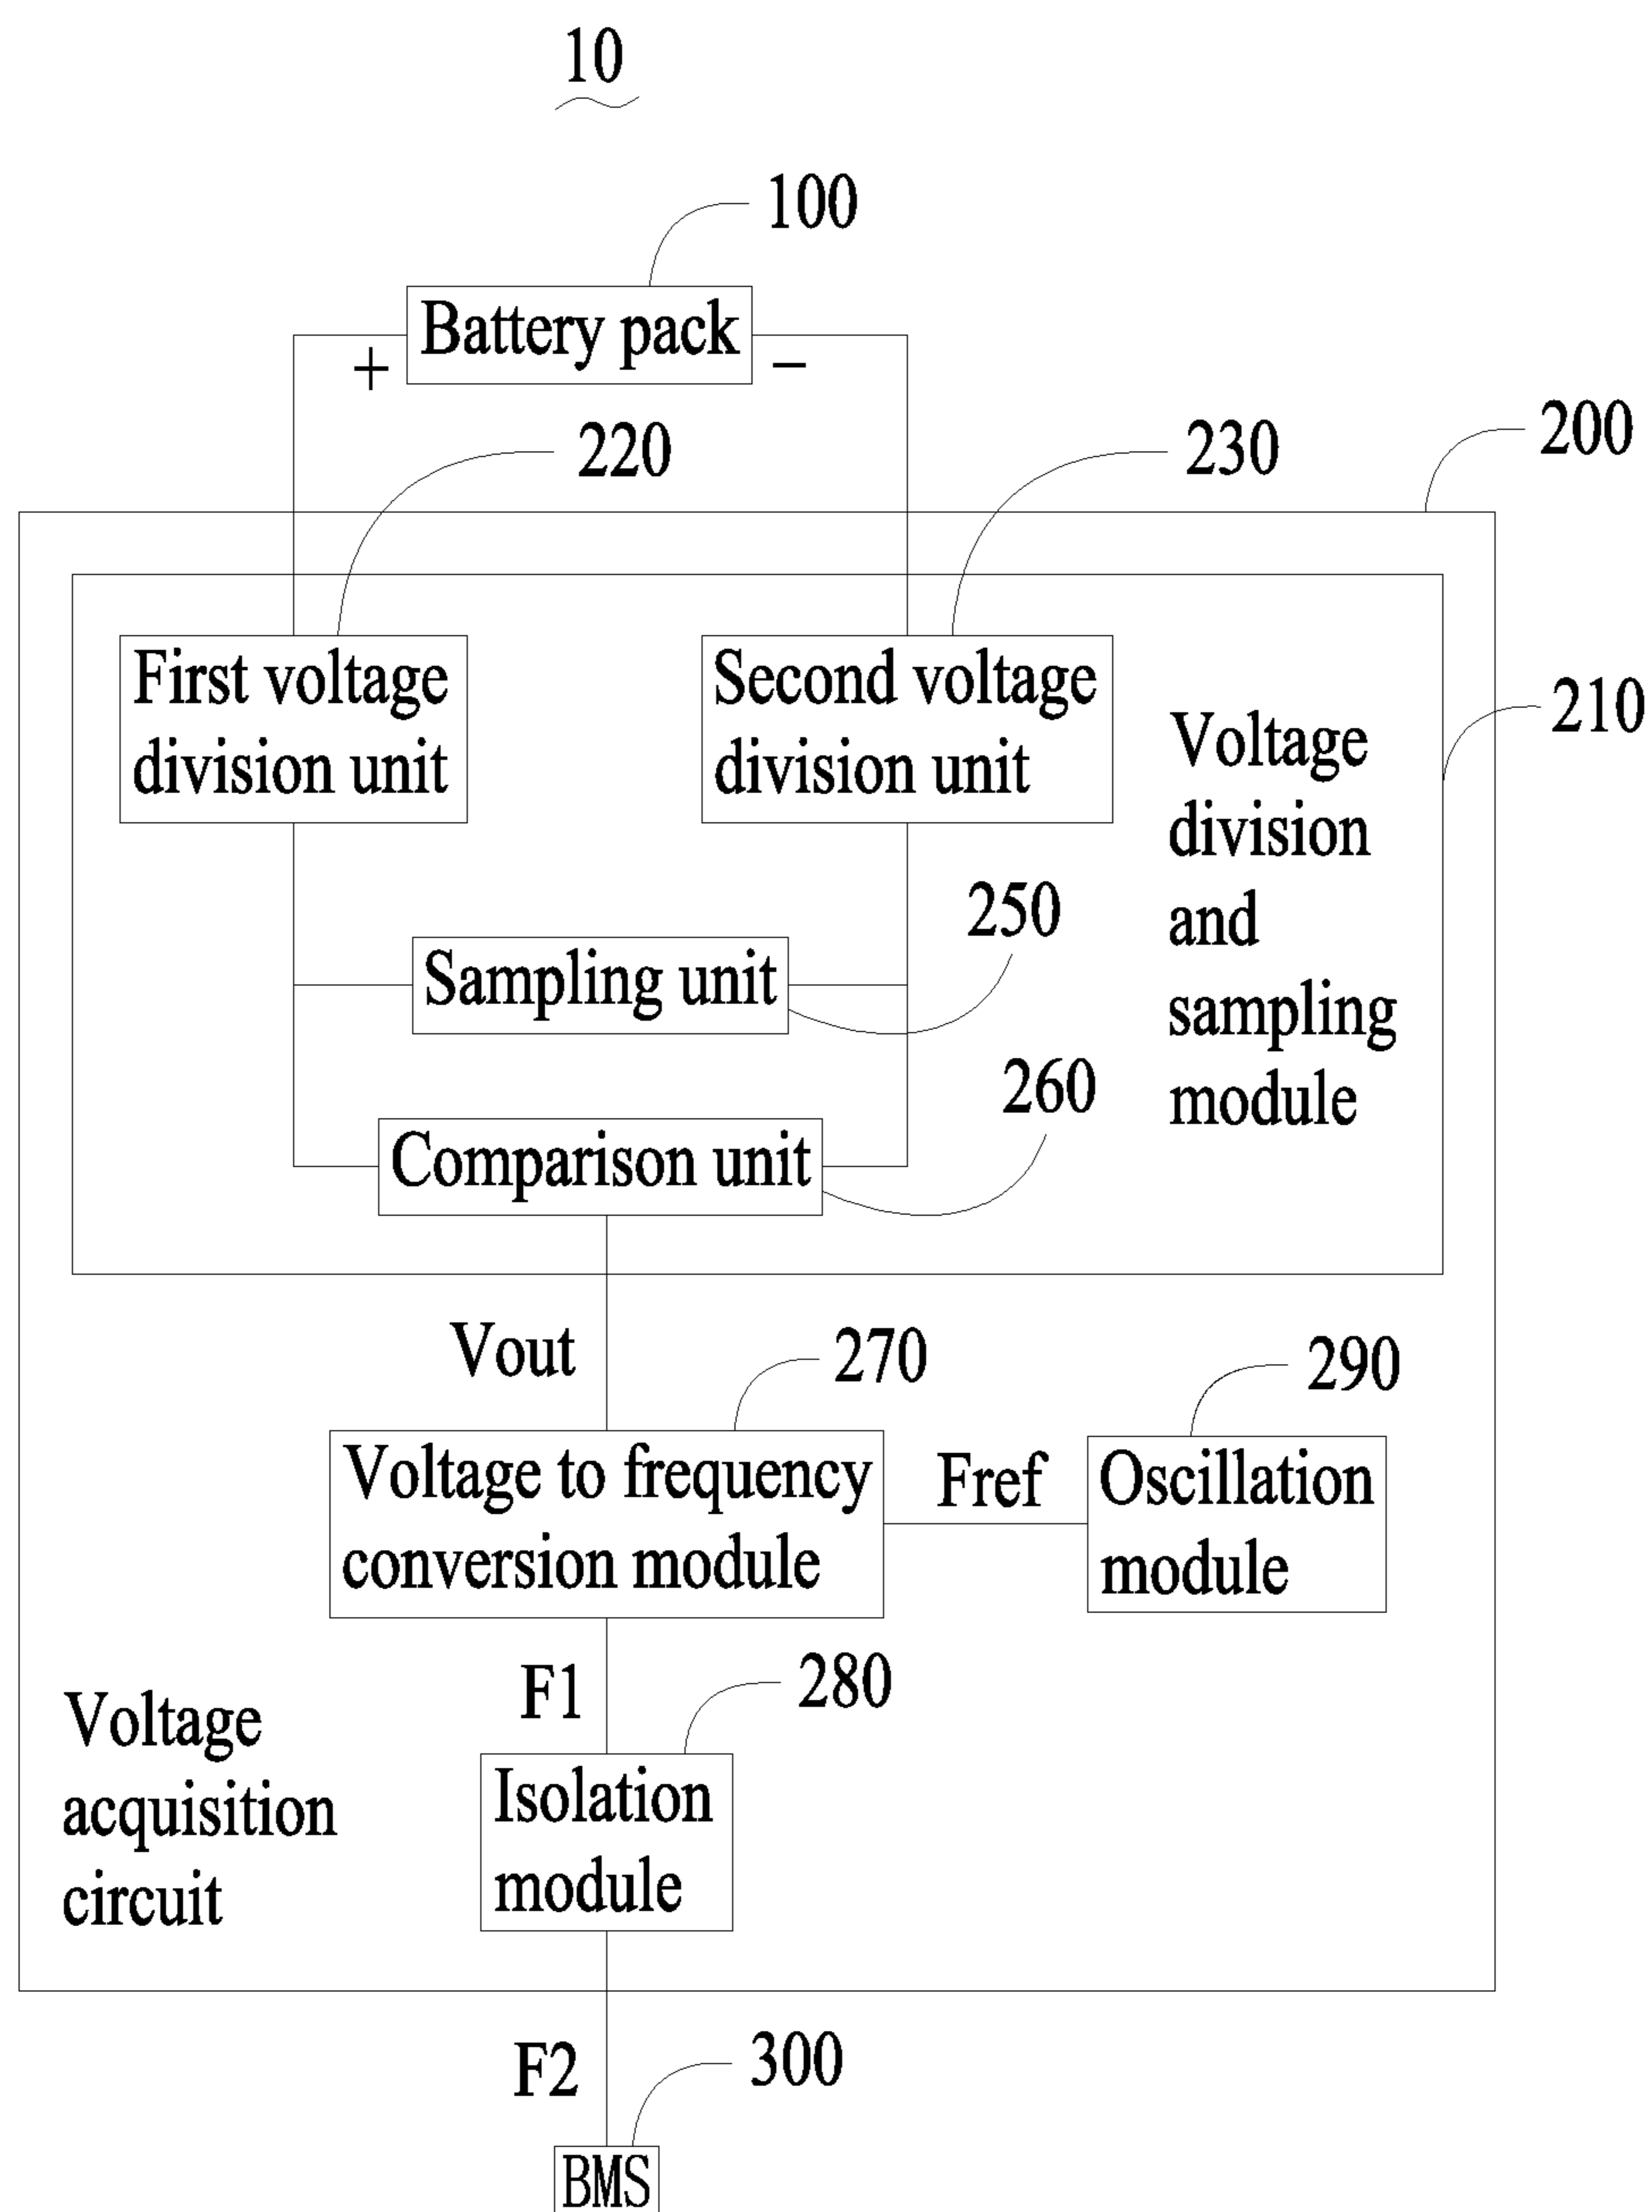 10
100
Battery pack
+
−
220
230
200
First voltage
division unit
Second voltage
division unit
210
Voltage
division
and
sampling
module
250
Sampling unit
260
Comparison unit
Vout
270
290
Voltage to frequency
conversion module
Fref
Oscillation
module
F1
280
Isolation
module
Voltage
acquisition
circuit
F2
300
BMS